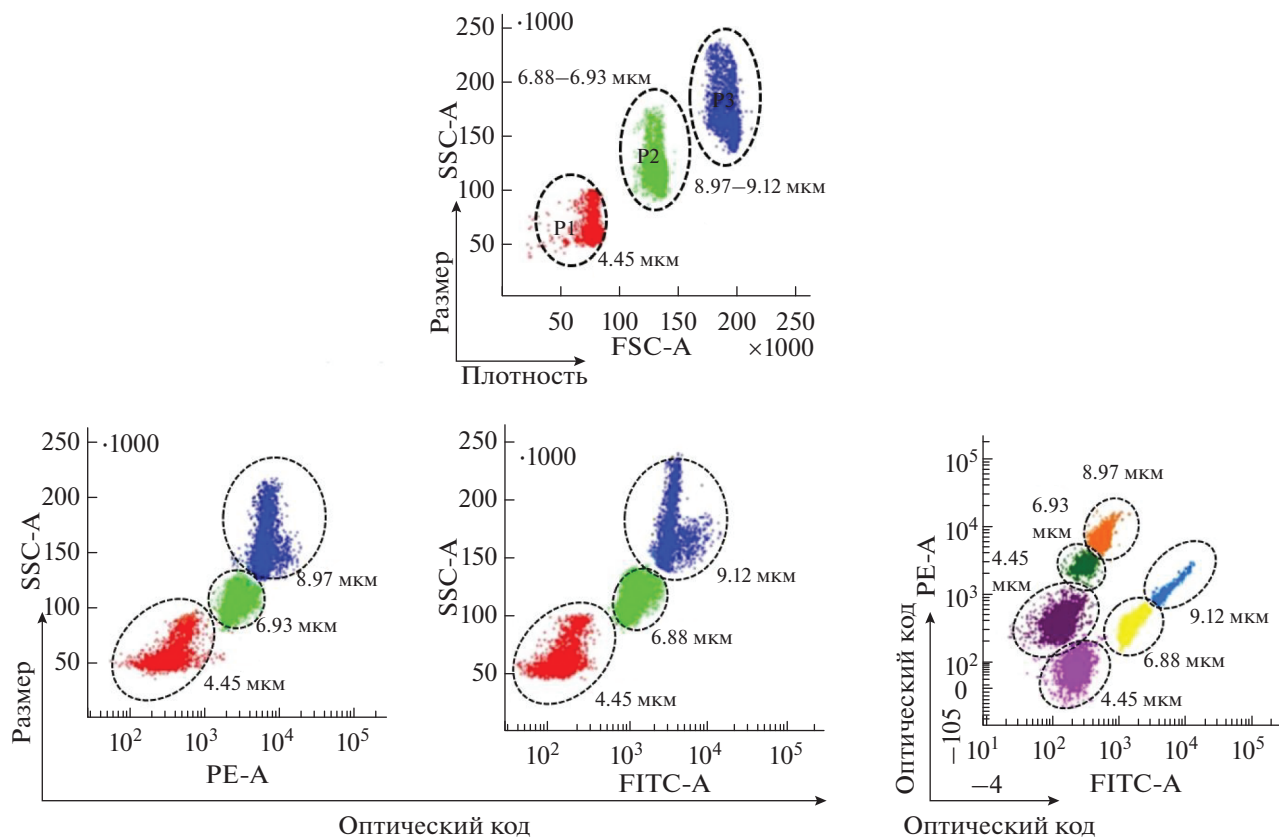 250
·1000
200
6.88–6.93 мкм
SSC-A
150
100
50
P1
P2
P3
8.97–9.12 мкм
4.45 мкм
Размер
50 100 150 200 250
FSC-A ×1000
Плотность
250
·1000
200
SSC-A
150
100
50
8.97 мкм
6.93 мкм
4.45 мкм
Размер
10² 10³ 10⁴ 10⁵
PE-A
250
·1000
200
SSC-A
150
100
50
9.12 мкм
6.88 мкм
4.45 мкм
10² 10³ 10⁴ 10⁵
FITC-A
Оптический код
10⁵
8.97 мкм
10⁴
6.93
мкм
PE-A
4.45
мкм
10³
9.12 мкм
6.88 мкм
10²
0
4.45 мкм
Оптический код
−105
10¹ 10² 10³ 10⁴ 10⁵
−4
FITC-A
Оптический код